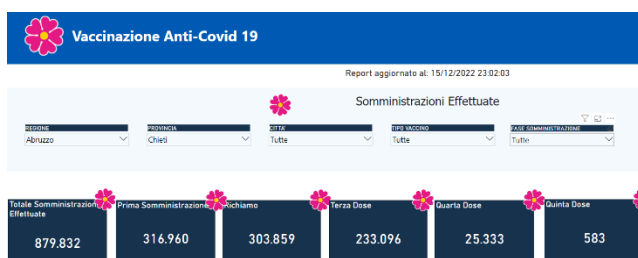 Vaccinazione Anti-Covid 19
Report aggiornato al: 15/12/2022 23:02:03
Somministrazioni Effettuate
REGIONE PROVINCIA CITTA' TIPO VACCINO FASE SOMMINISTRAZIONE
Abruzzo Chieti Tutte Tutte Tutte
Totale Somministrazioni Prima Somministrazione Richiamo Terza Dose Quarta Dose Quinta Dose
Effettuate
879.832 316.960 303.859 233.096 25.333 583